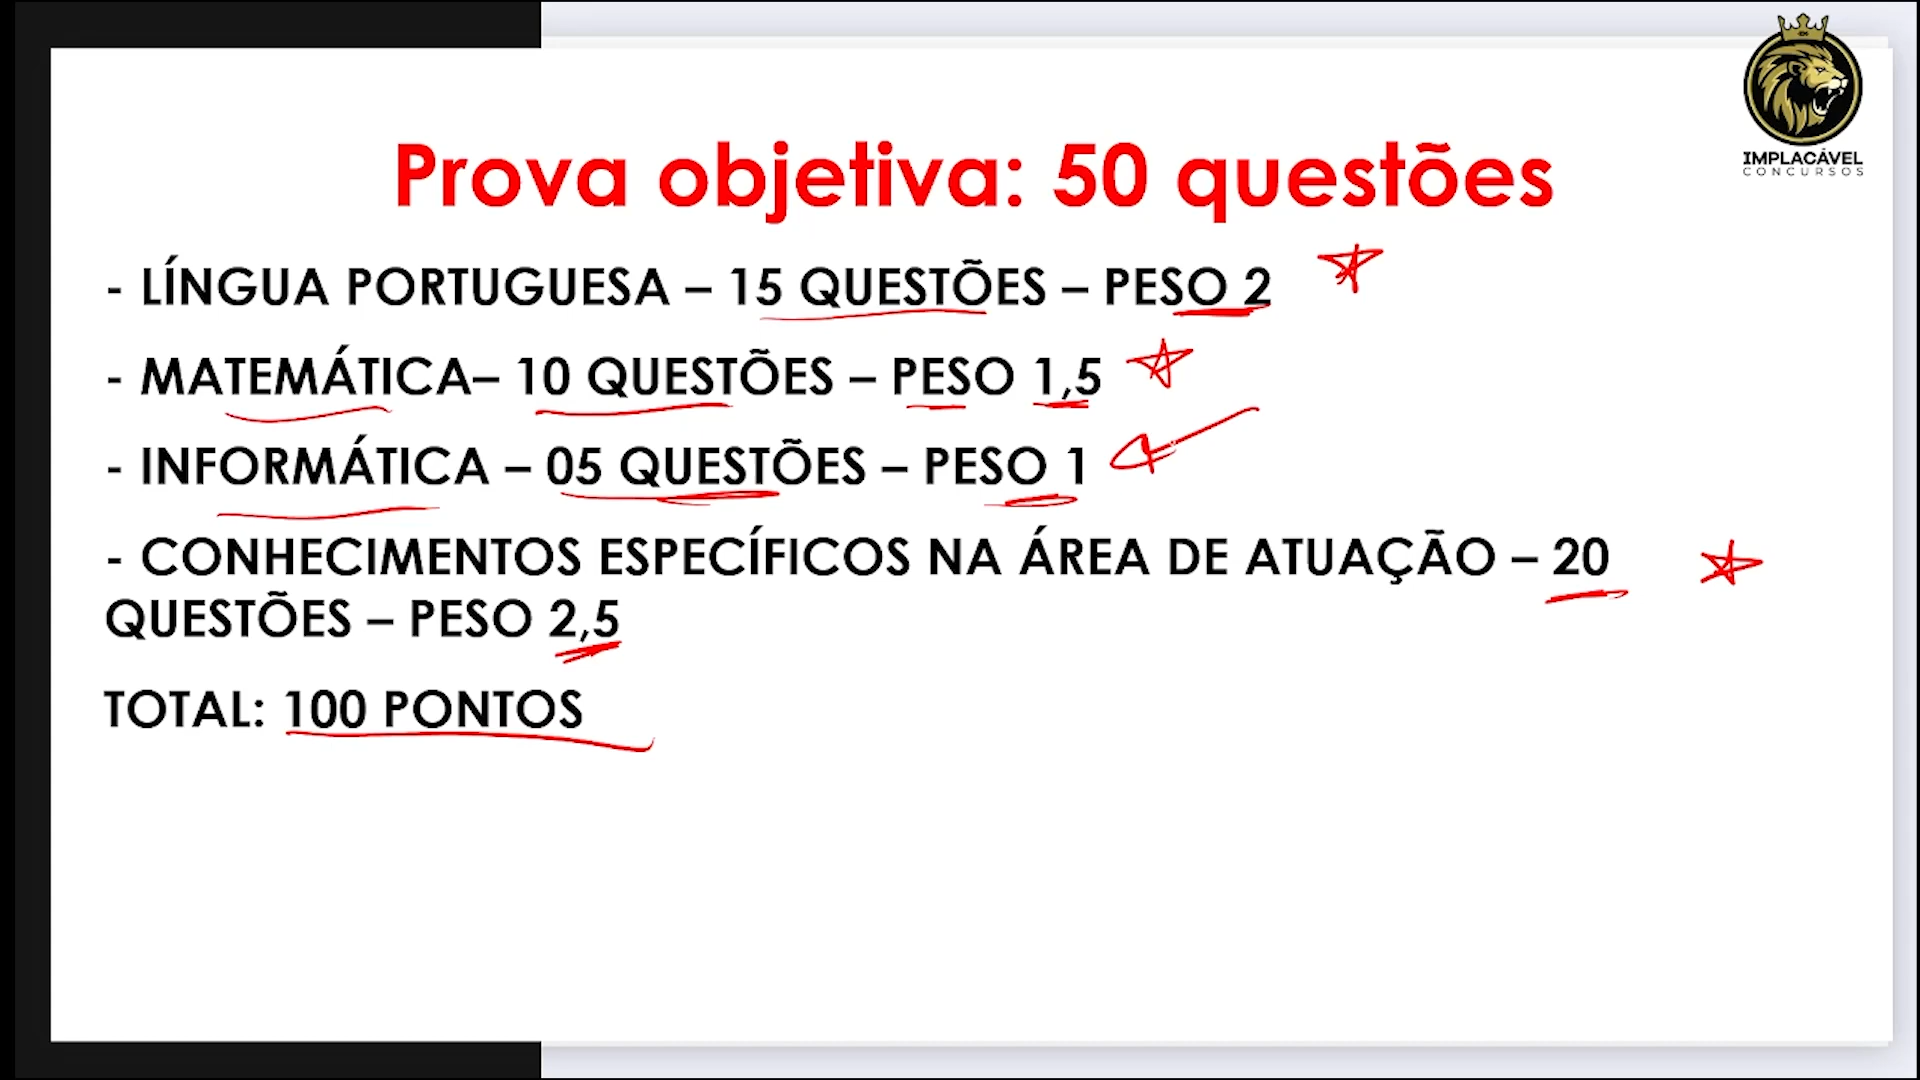 IMPLACÁVEL
CONCURSOS
Prova objetiva: 50 questões
- LÍNGUA PORTUGUESA – 15 QUESTÕES – PESO 2
- MATEMÁTICA– 10 QUESTÕES – PESO 1,5
- INFORMÁTICA – 05 QUESTÕES – PESO 1
- CONHECIMENTOS ESPECÍFICOS NA ÁREA DE ATUAÇÃO – 20
QUESTÕES – PESO 2,5
TOTAL: 100 PONTOS